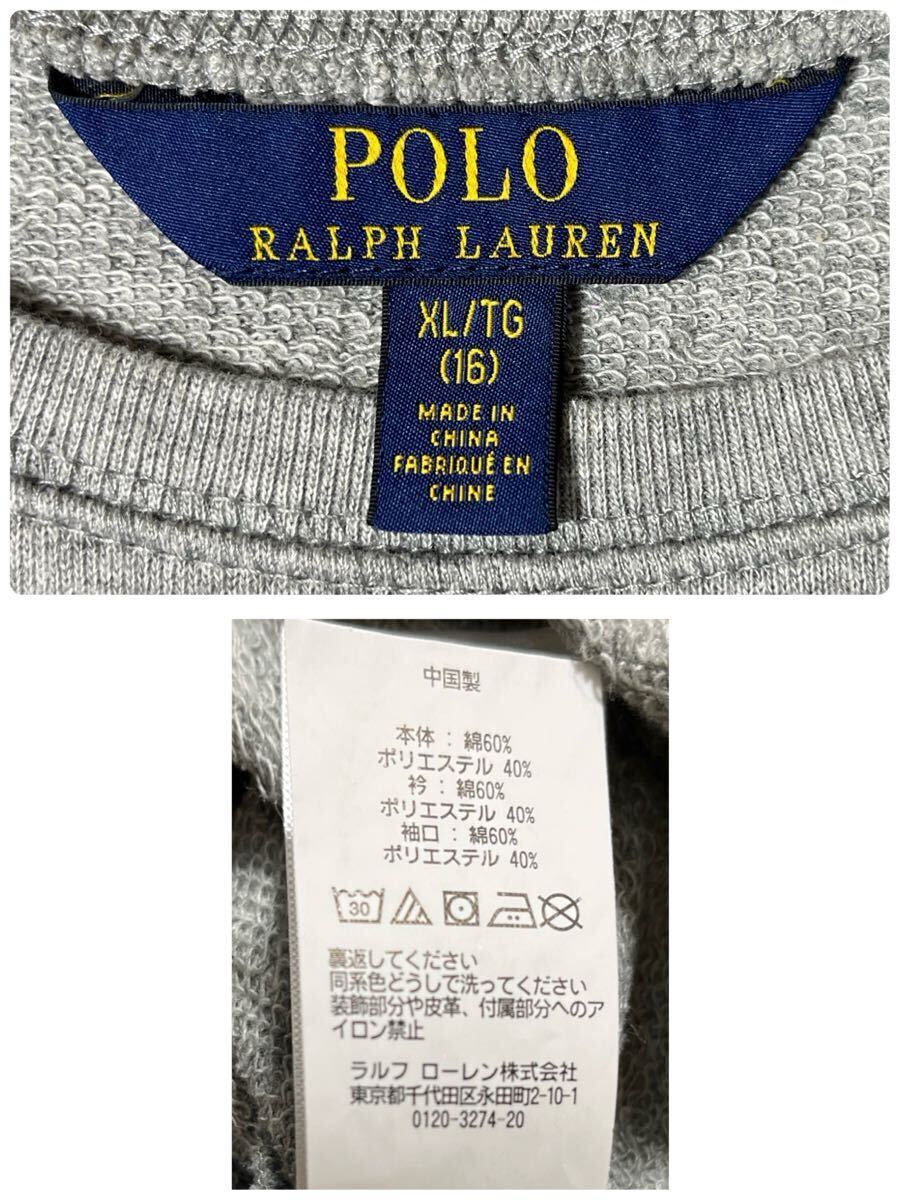 POLO
RALPH LAUREN
XL/TG
(16)
MADE IN
CHINA
FABRIQUÉ EN
CHINE
中国製
本体 : 綿60%
ポリエステル 40%
衿 : 綿60%
ポリエステル 40%
袖口 : 綿60%
ポリエステル 40%
30
裏返してください
同系色どうしで洗ってください
装飾部分や皮革、付属部分へのア
イロン禁止
ラルフ ローレン株式会社
東京都千代田区永田町2-10-1
0120-3274-20